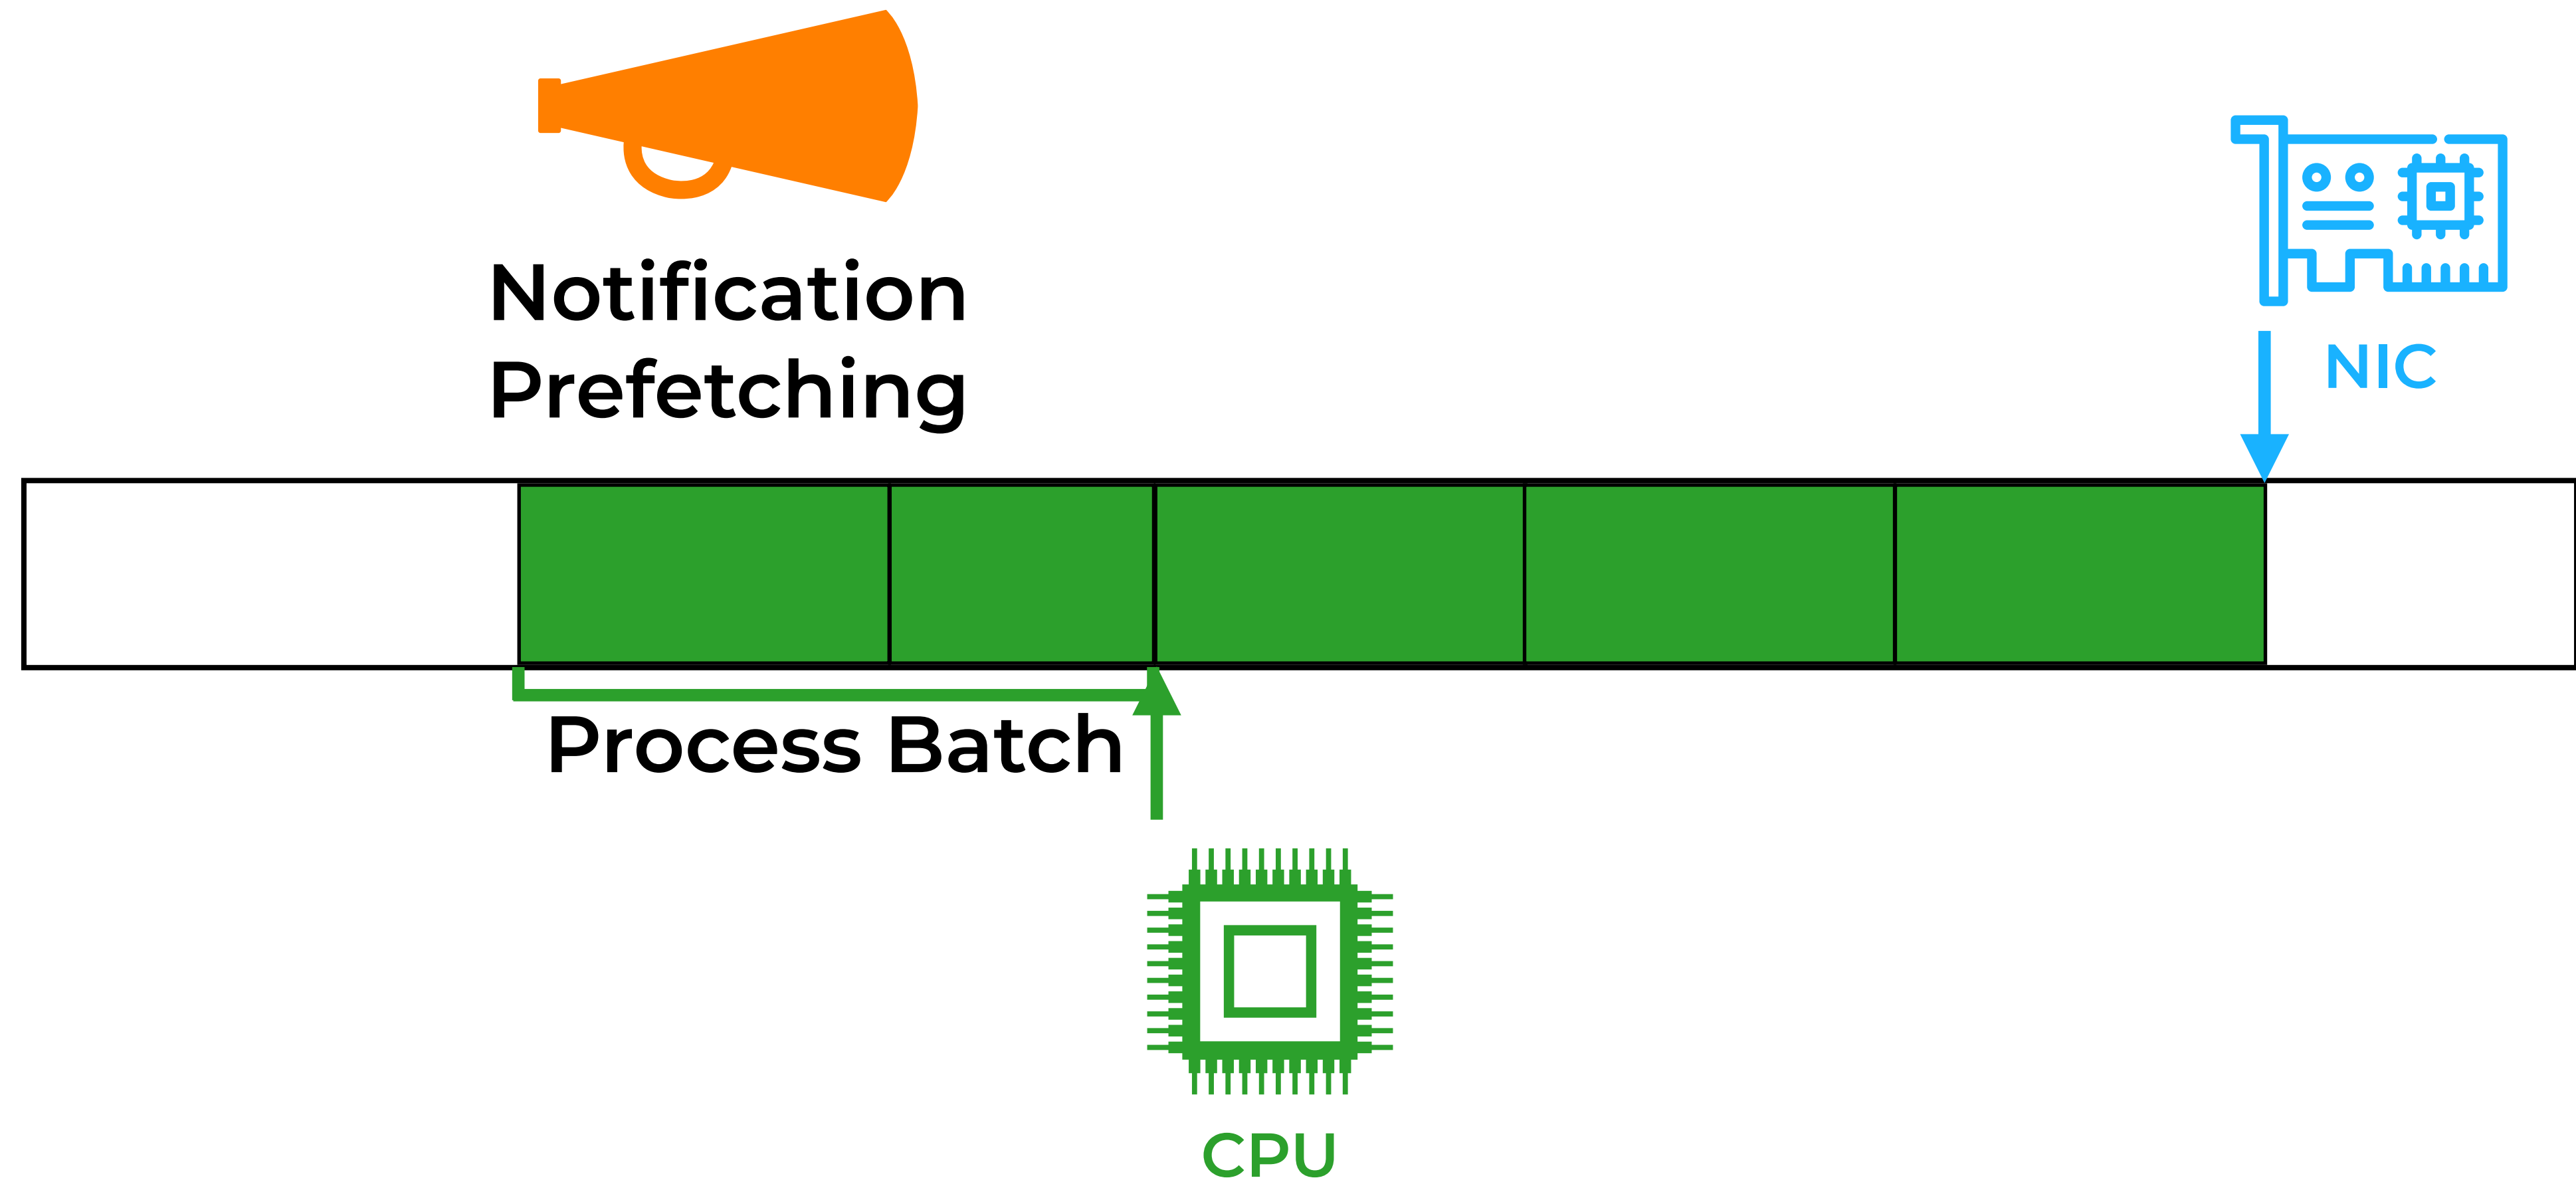 Notification
Prefetching
NIC
Process Batch
CPU